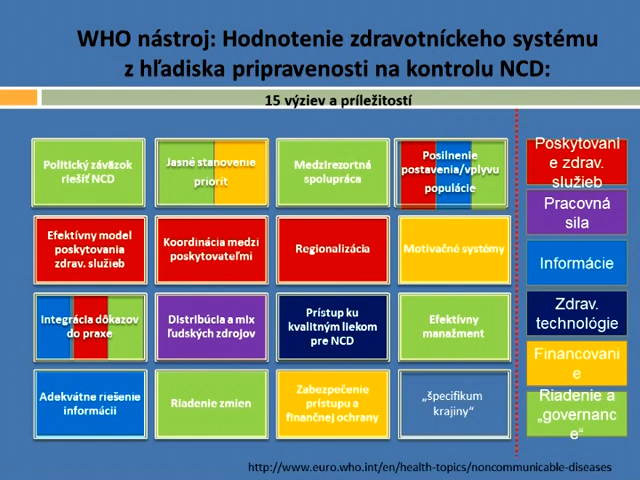 WHO nástroj: Hodnotenie zdravotníckeho systému
z hľadiska pripravenosti na kontrolu NCD:
15 výziev a príležitostí
Politický záväzok
riešiť NCD
Jasné stanovenie
priorít
Medzirezortná
spolupráca
Posilnenie
postavenia/vplyvu
populácie
Efektívny model
poskytovania
zdrav. služieb
Koordinácia medzi
poskytovateľmi
Regionalizácia
Motivačné systémy
Integrácia dôkazov
do praxe
Distribúcia a mix
ľudských zdrojov
Prístup ku
kvalitným liekom
pre NCD
Efektívny
manažment
Adekvátne riešenie
informácii
Riadenie zmien
Zabezpečenie
prístupu a
finančnej ochrany
„špecifikum
krajiny“
Poskytovani
e zdrav.
služieb
Pracovná
sila
Informácie
Zdrav.
technológie
Financovani
e
Riadenie a
„governanc
e“
http://www.euro.who.int/en/health-topics/noncommunicable-diseases